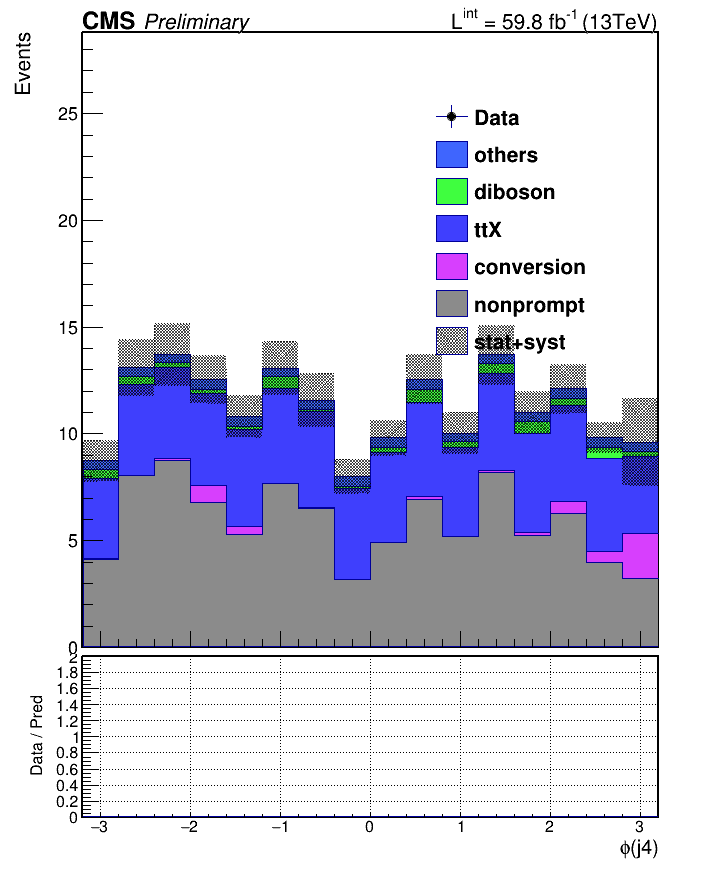 CMS Preliminary L^int = 59.8 fb^-1 (13TeV)
Events
25
20
15
10
5
0
Data
others
diboson
ttX
conversion
nonprompt
stat+syst
Data / Pred
2
1.8
1.6
1.4
1.2
1
0.8
0.6
0.4
0.2
0
−3 −2 −1 0 1 2 3
ϕ(j4)